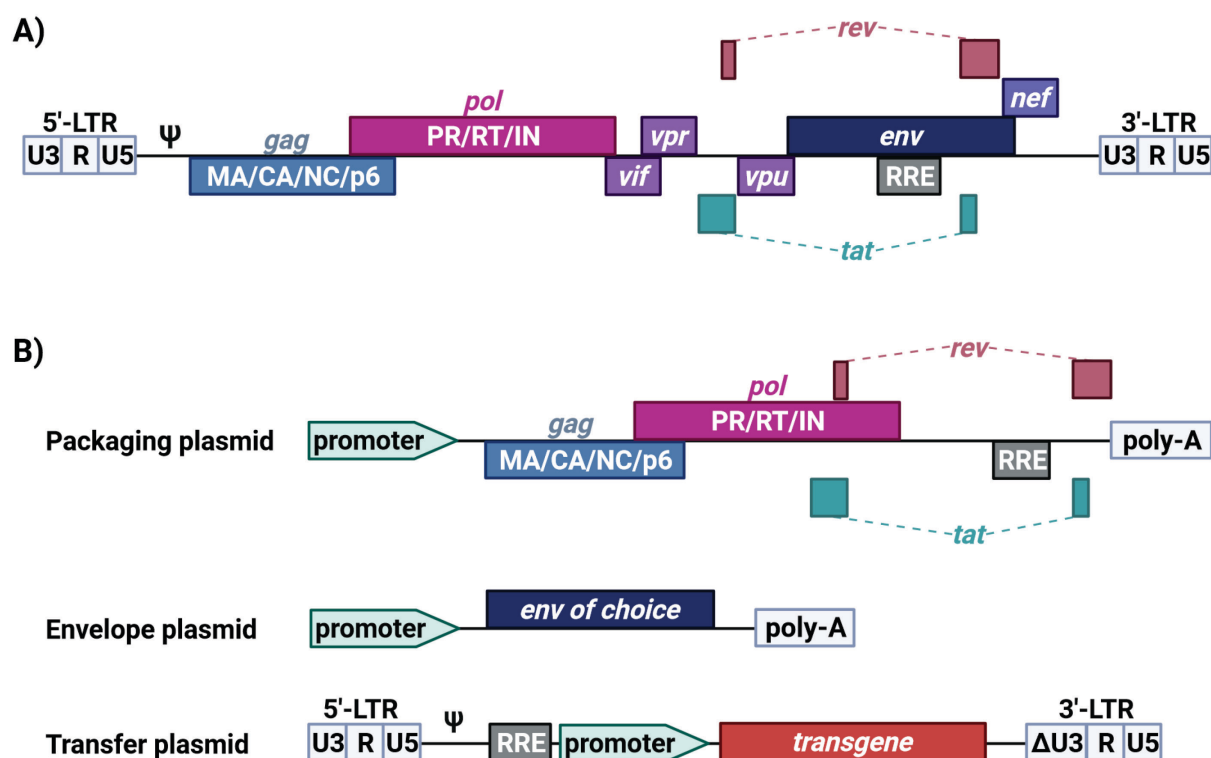 A)
rev
pol
nef
5'-LTR
Ψ
gag
PR/RT/IN
vpr
env
3'-LTR
U3 R U5
MA/CA/NC/p6
vif
vpu
RRE
U3 R U5
tat
B)
rev
pol
Packaging plasmid
promoter
gag
PR/RT/IN
MA/CA/NC/p6
RRE
poly-A
tat
Envelope plasmid
promoter
env of choice
poly-A
5'-LTR
Ψ
3'-LTR
Transfer plasmid
U3 R U5
RRE
promoter
transgene
ΔU3 R U5